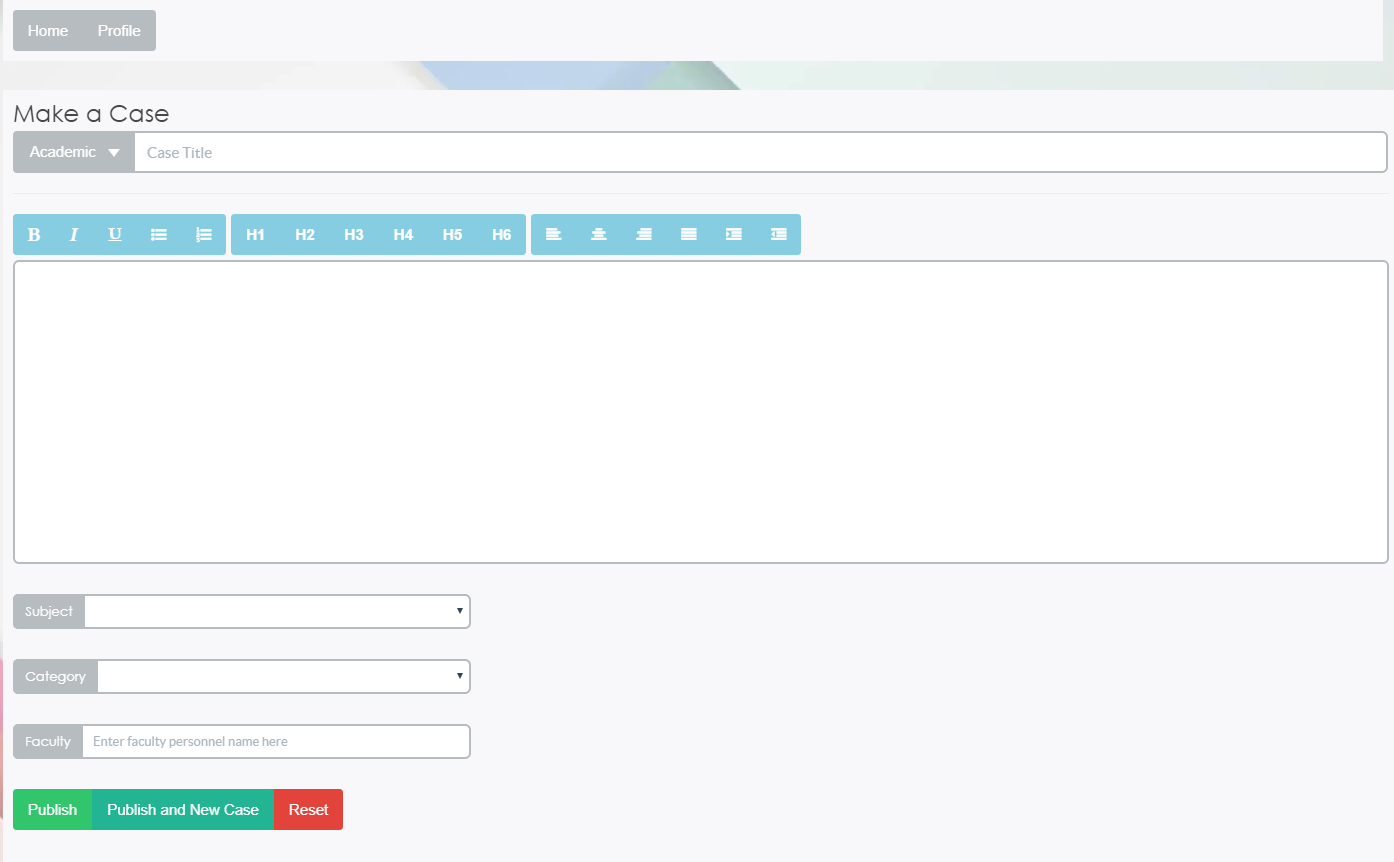 Home Profile
Make a Case
Academic Case Title
B I U H1 H2 H3 H4 H5 H6
Subject
Category
Faculty Enter faculty personnel name here
Publish Publish and New Case Reset